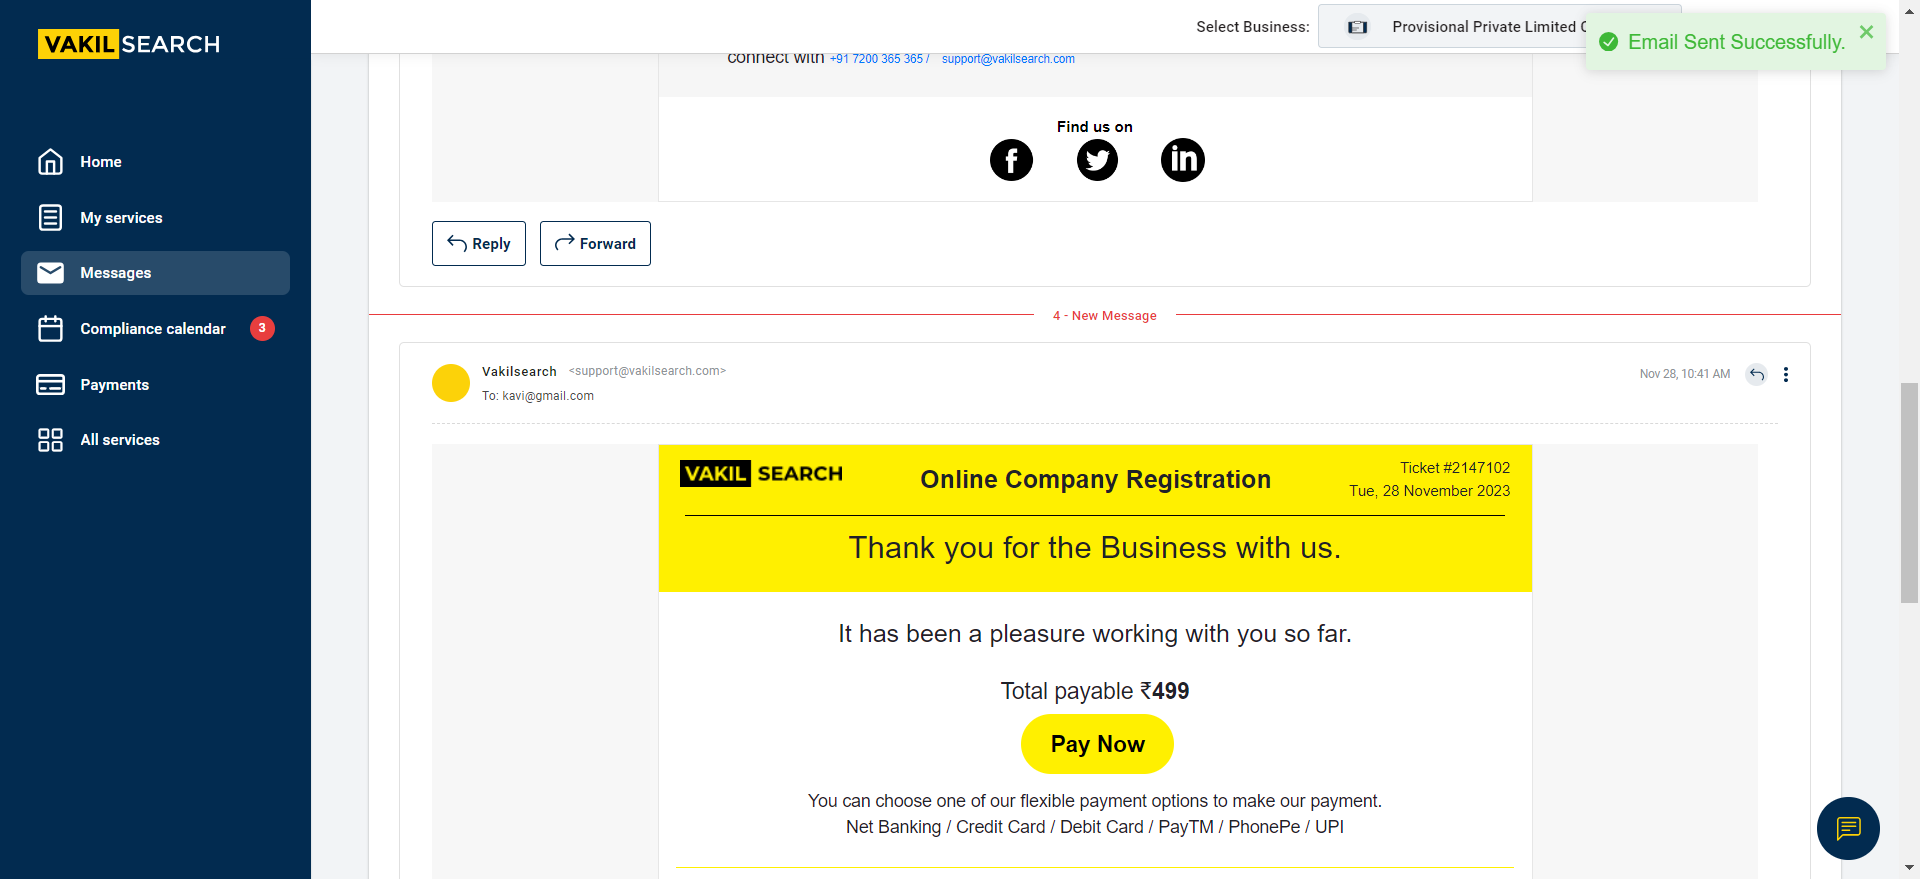 VAKIL SEARCH
Home
My services
Messages
Compliance calendar 3
Payments
All services
Select Business: Provisional Private Limited
Email Sent Successfully.
connect with +91 7200 365 365 / support@vakilsearch.com
Find us on
Reply
Forward
4 - New Message
Vakilsearch <support@vakilsearch.com>
To: kavi@gmail.com
Nov 28, 10:41 AM
VAKIL SEARCH
Online Company Registration
Ticket #2147102
Tue, 28 November 2023
Thank you for the Business with us.
It has been a pleasure working with you so far.
Total payable ₹499
Pay Now
You can choose one of our flexible payment options to make our payment.
Net Banking / Credit Card / Debit Card / PayTM / PhonePe / UPI